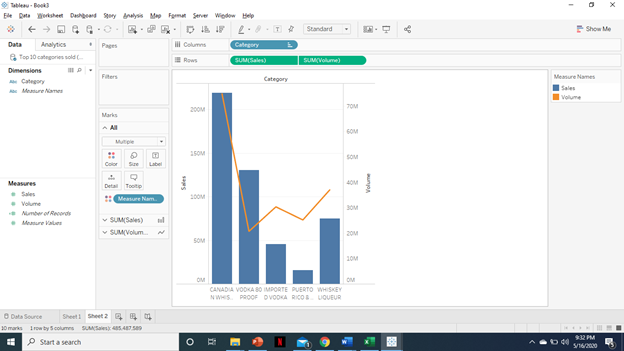 Tableau - Book3
File Data Worksheet Dashboard Story Analysis Map Format Server Window Help
Standard
Show Me
Data Analytics
Top 10 categories sold (...
Dimensions
Abc Category
Abc Measure Names
Measures
Sales
Volume
Number of Records
Measure Values
Pages
Filters
Marks
All
Multiple
Color Size Label
Detail Tooltip
Measure Nam..
SUM(Sales)
SUM(Volum..
Columns Category
Rows SUM(Sales) SUM(Volume)
Category
Sales
200M
150M
100M
50M
0M
Volume
70M
60M
50M
40M
30M
20M
10M
0M
CANADIA
N WHIS..
VODKA 80
PROOF
IMPORTE
D VODKA
PUERTO
RICO & ..
WHISKEY
LIQUEUR
Measure Names
Sales
Volume
Data Source Sheet 1 Sheet 2
10 marks 1 row by 5 columns SUM(Sales): 485,487,589
Start a search
9:32 PM
5/16/2020